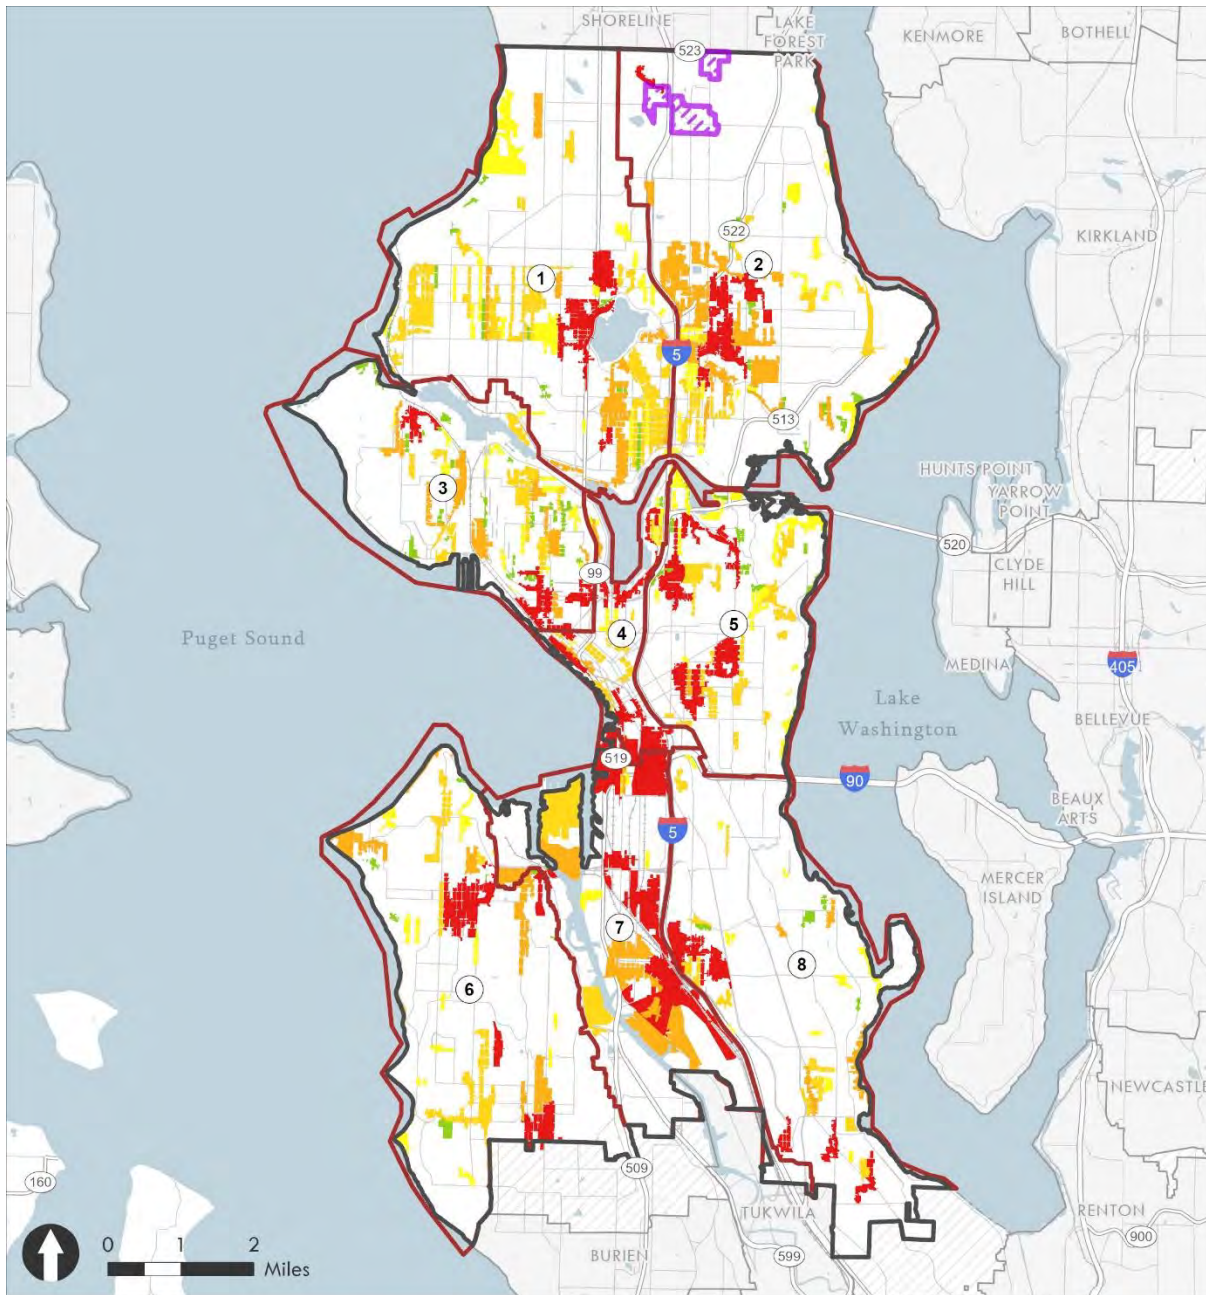 SHORELINE
LAKE
FOREST
PARK
KENMORE
BOTHELL
523
522
KIRKLAND
1
2
5
513
3
HUNTS POINT
YARROW
POINT
520
CLYDE
HILL
99
4
5
Puget Sound
MEDINA
405
Lake
Washington
BELLEVUE
519
90
BEAUX
ARTS
5
MERCER
ISLAND
7
8
6
NEWCASTLE
160
509
TUKWILA
RENTON
900
BURIEN
599
0 1 2
Miles